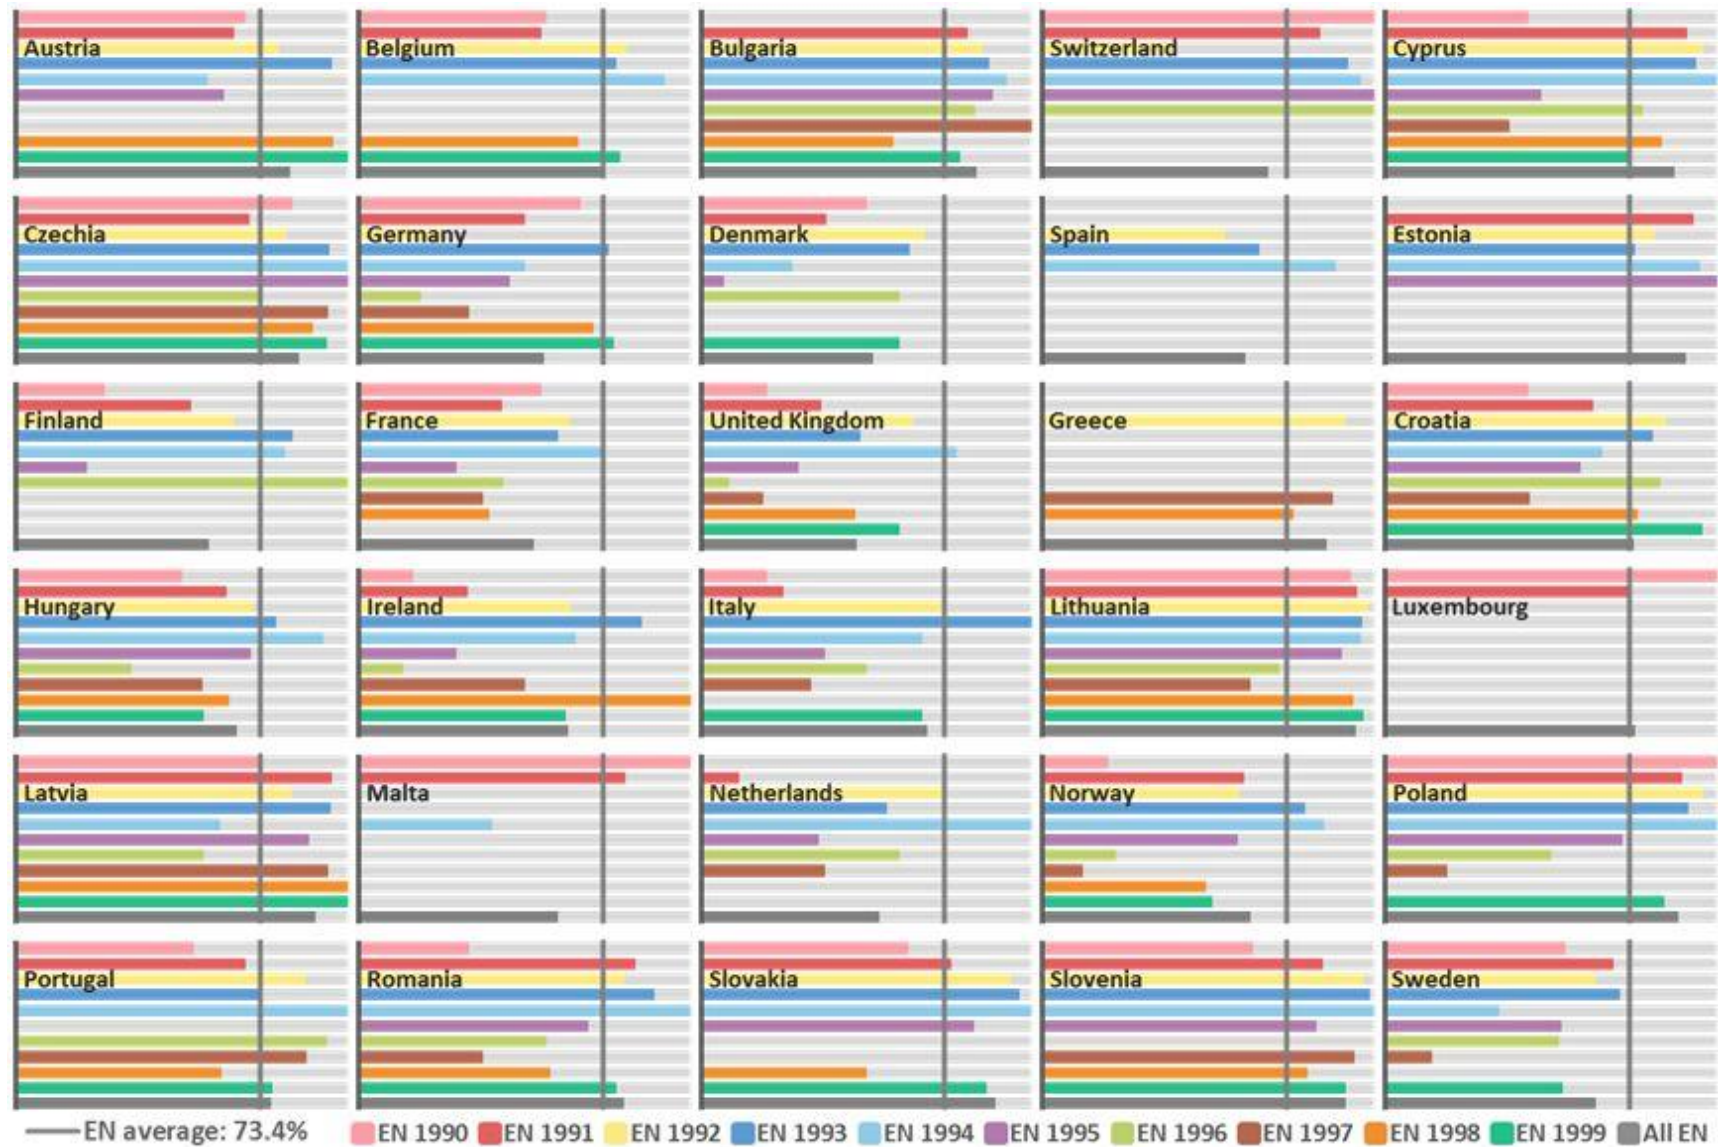 Austria Belgium Bulgaria Switzerland Cyprus
Czechia Germany Denmark Spain Estonia
Finland France United Kingdom Greece Croatia
Hungary Ireland Italy Lithuania Luxembourg
Latvia Malta Netherlands Norway Poland
Portugal Romania Slovakia Slovenia Sweden
EN average: 73.4% EN 1990 EN 1991 EN 1992 EN 1993 EN 1994 EN 1995 EN 1996 EN 1997 EN 1998 EN 1999 All EN